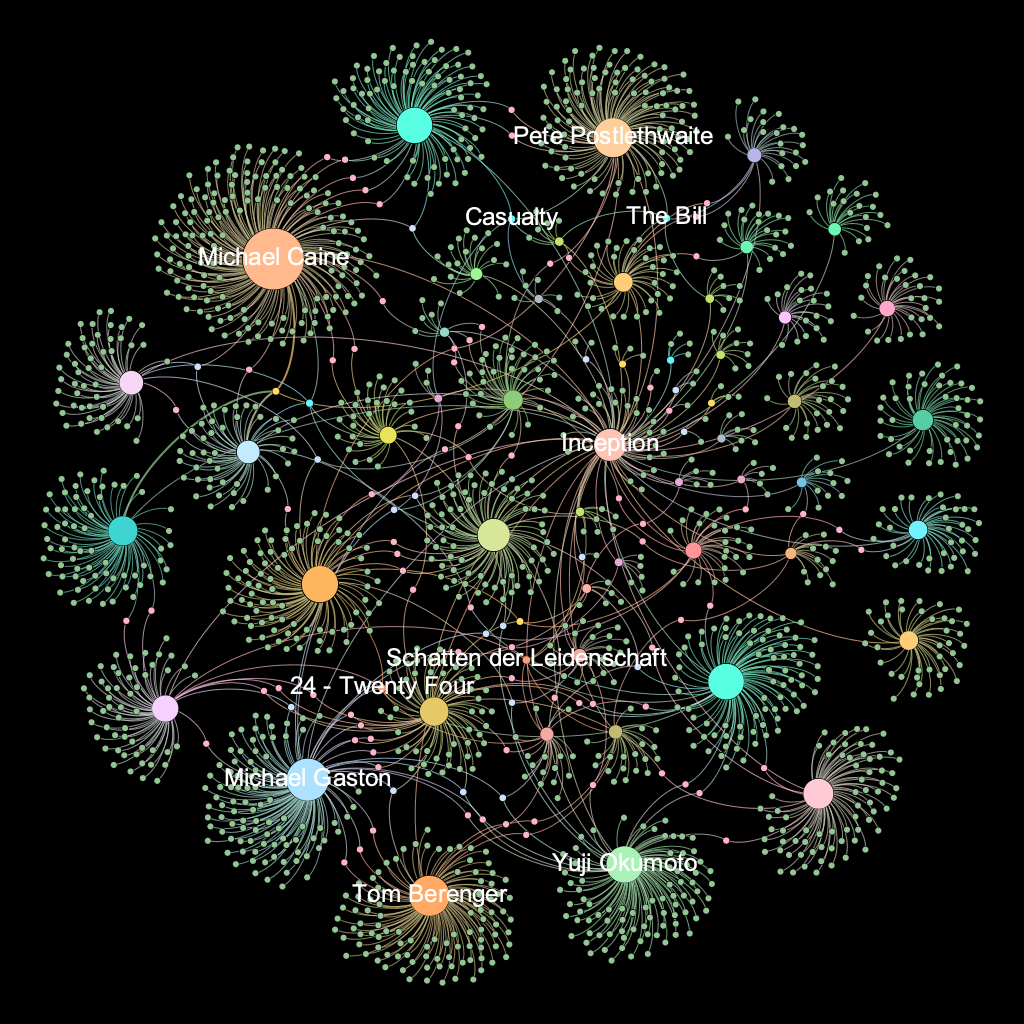 Pete Postlethwaite
Casualty
The Bill
Michael Caine
Inception
Schatten der Leidenschaft
24 - Twenty Four
Michael Gaston
Yuji Okumoto
Tom Berenger